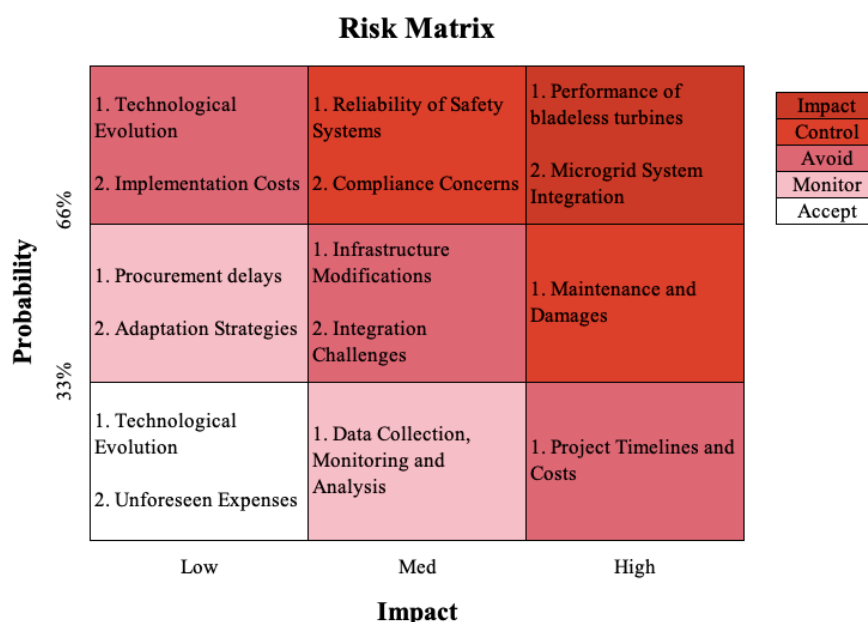 Risk Matrix
1. Technological
Evolution
2. Implementation Costs
1. Reliability of Safety
Systems
2. Compliance Concerns
1. Performance of
bladeless turbines
2. Microgrid System
Integration
Impact
Control
Avoid
Monitor
Accept
66%
Probability
33%
1. Procurement delays
2. Adaptation Strategies
1. Infrastructure
Modifications
2. Integration
Challenges
1. Maintenance and
Damages
1. Technological
Evolution
2. Unforeseen Expenses
1. Data Collection,
Monitoring and
Analysis
1. Project Timelines and
Costs
Low
Med
High
Impact